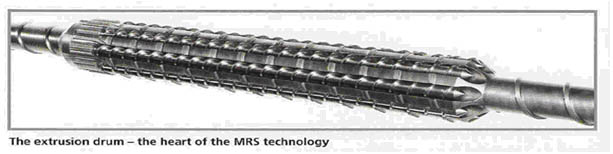 The extrusion drum – the heart of the MRS technology